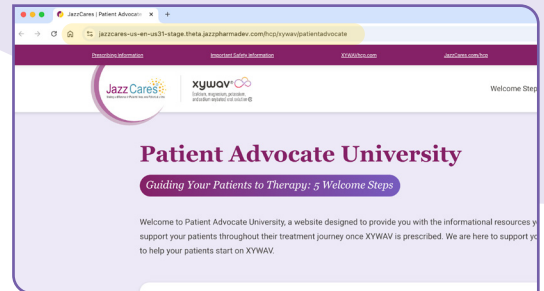 JazzCares | Patient Advocate
jazzcares-us-en-us31-stage.theta.jazzpharmadev.com/hcp/xywav/patientadvocate
Prescribing Information Important Safety Information XYWAVhcp.com JazzCares.com/hcp
JazzCares
xywav
Welcome Step
Patient Advocate University
Guiding Your Patients to Therapy: 5 Welcome Steps
Welcome to Patient Advocate University, a website designed to provide you with the informational resources y
support your patients throughout their treatment journey once XYWAV is prescribed. We are here to support yo
to help your patients start on XYWAV.